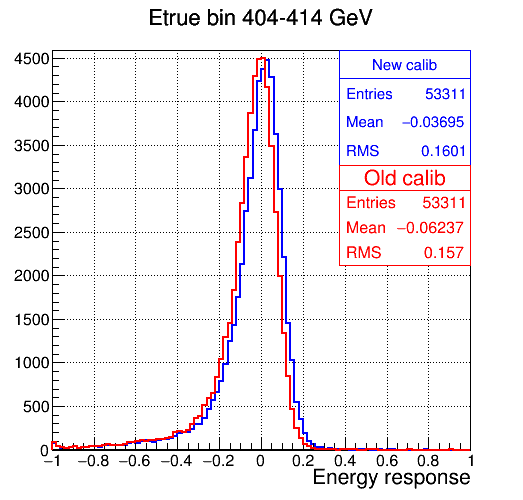 Etrue bin 404-414 GeV
New calib
Entries 53311
Mean −0.03695
RMS 0.1601
Old calib
Entries 53311
Mean −0.06237
RMS 0.157
4500
4000
3500
3000
2500
2000
1500
1000
500
0
−1 −0.8 −0.6 −0.4 −0.2 0 0.2 0.4 0.6 0.8 1
Energy response